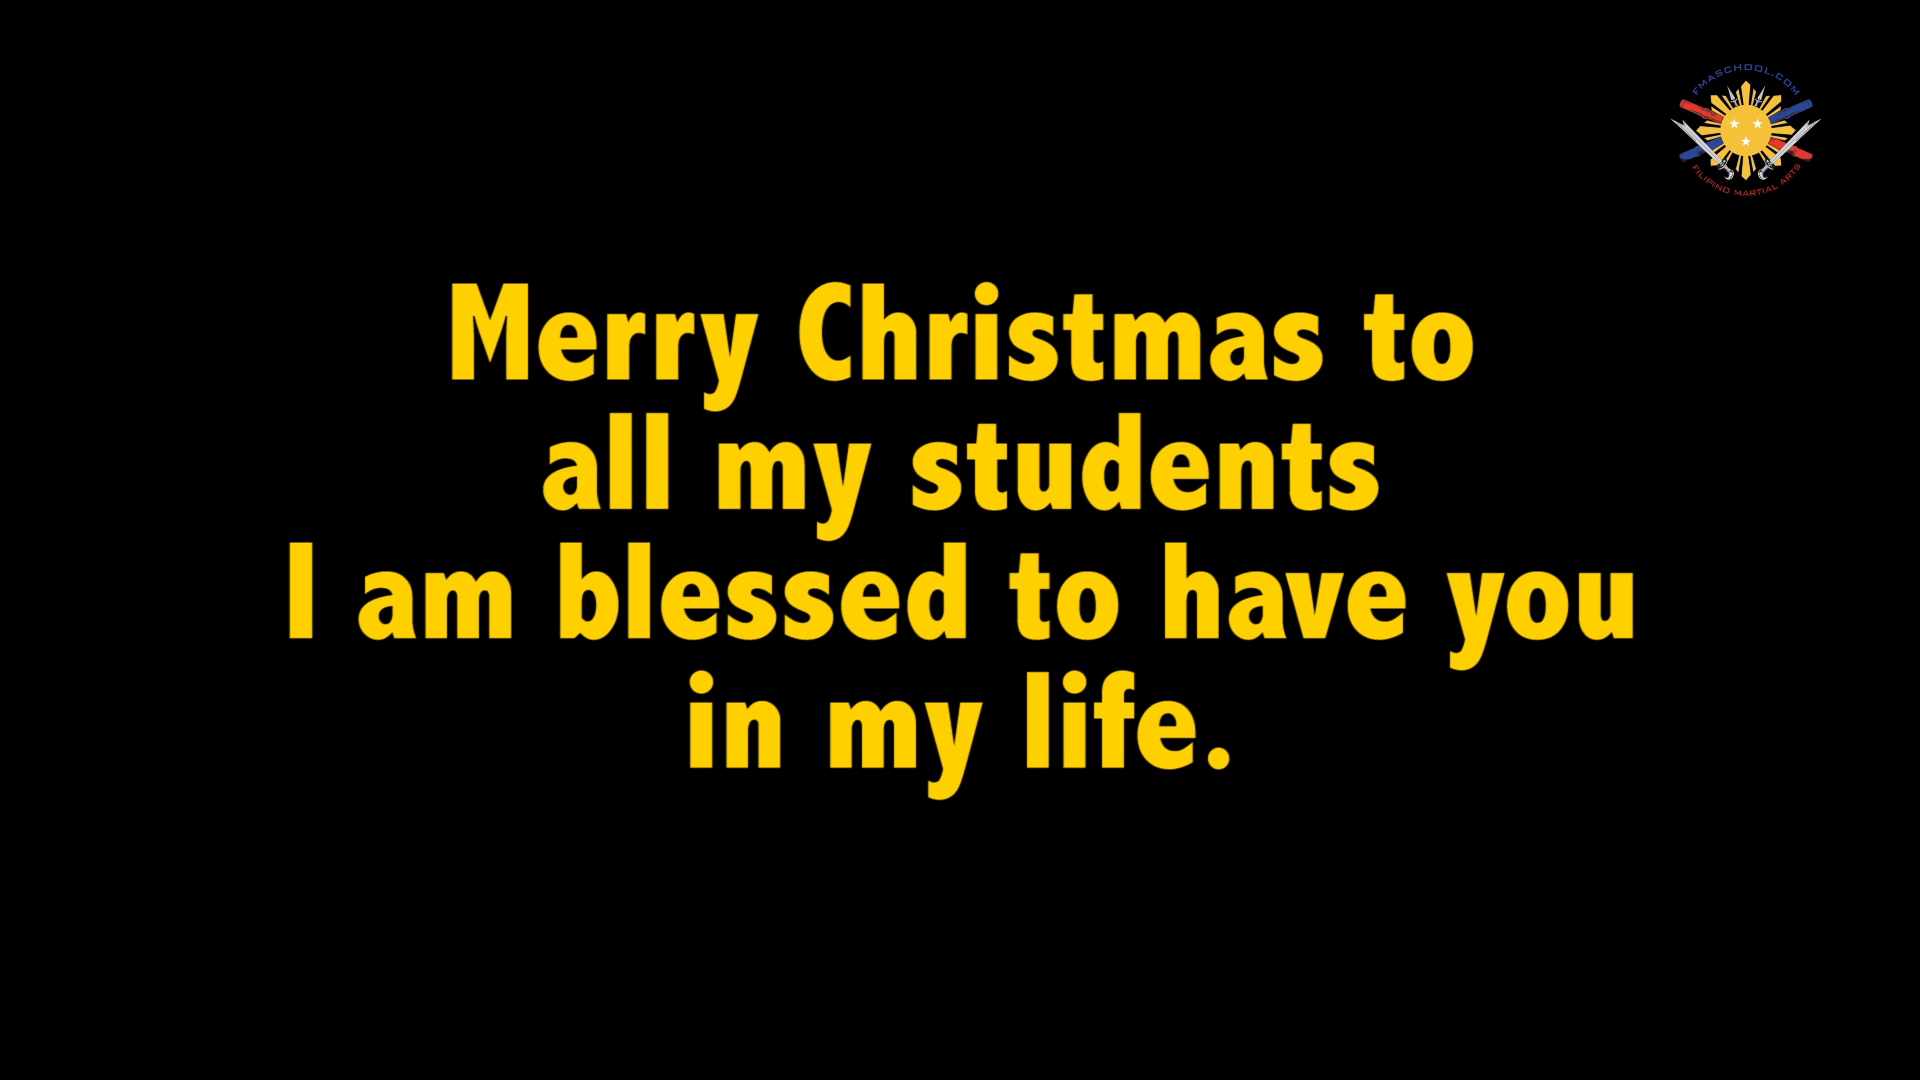 FMASCHOOL.COM
FILIPINO MARTIAL ARTS
Merry Christmas to
all my students
I am blessed to have you
in my life.